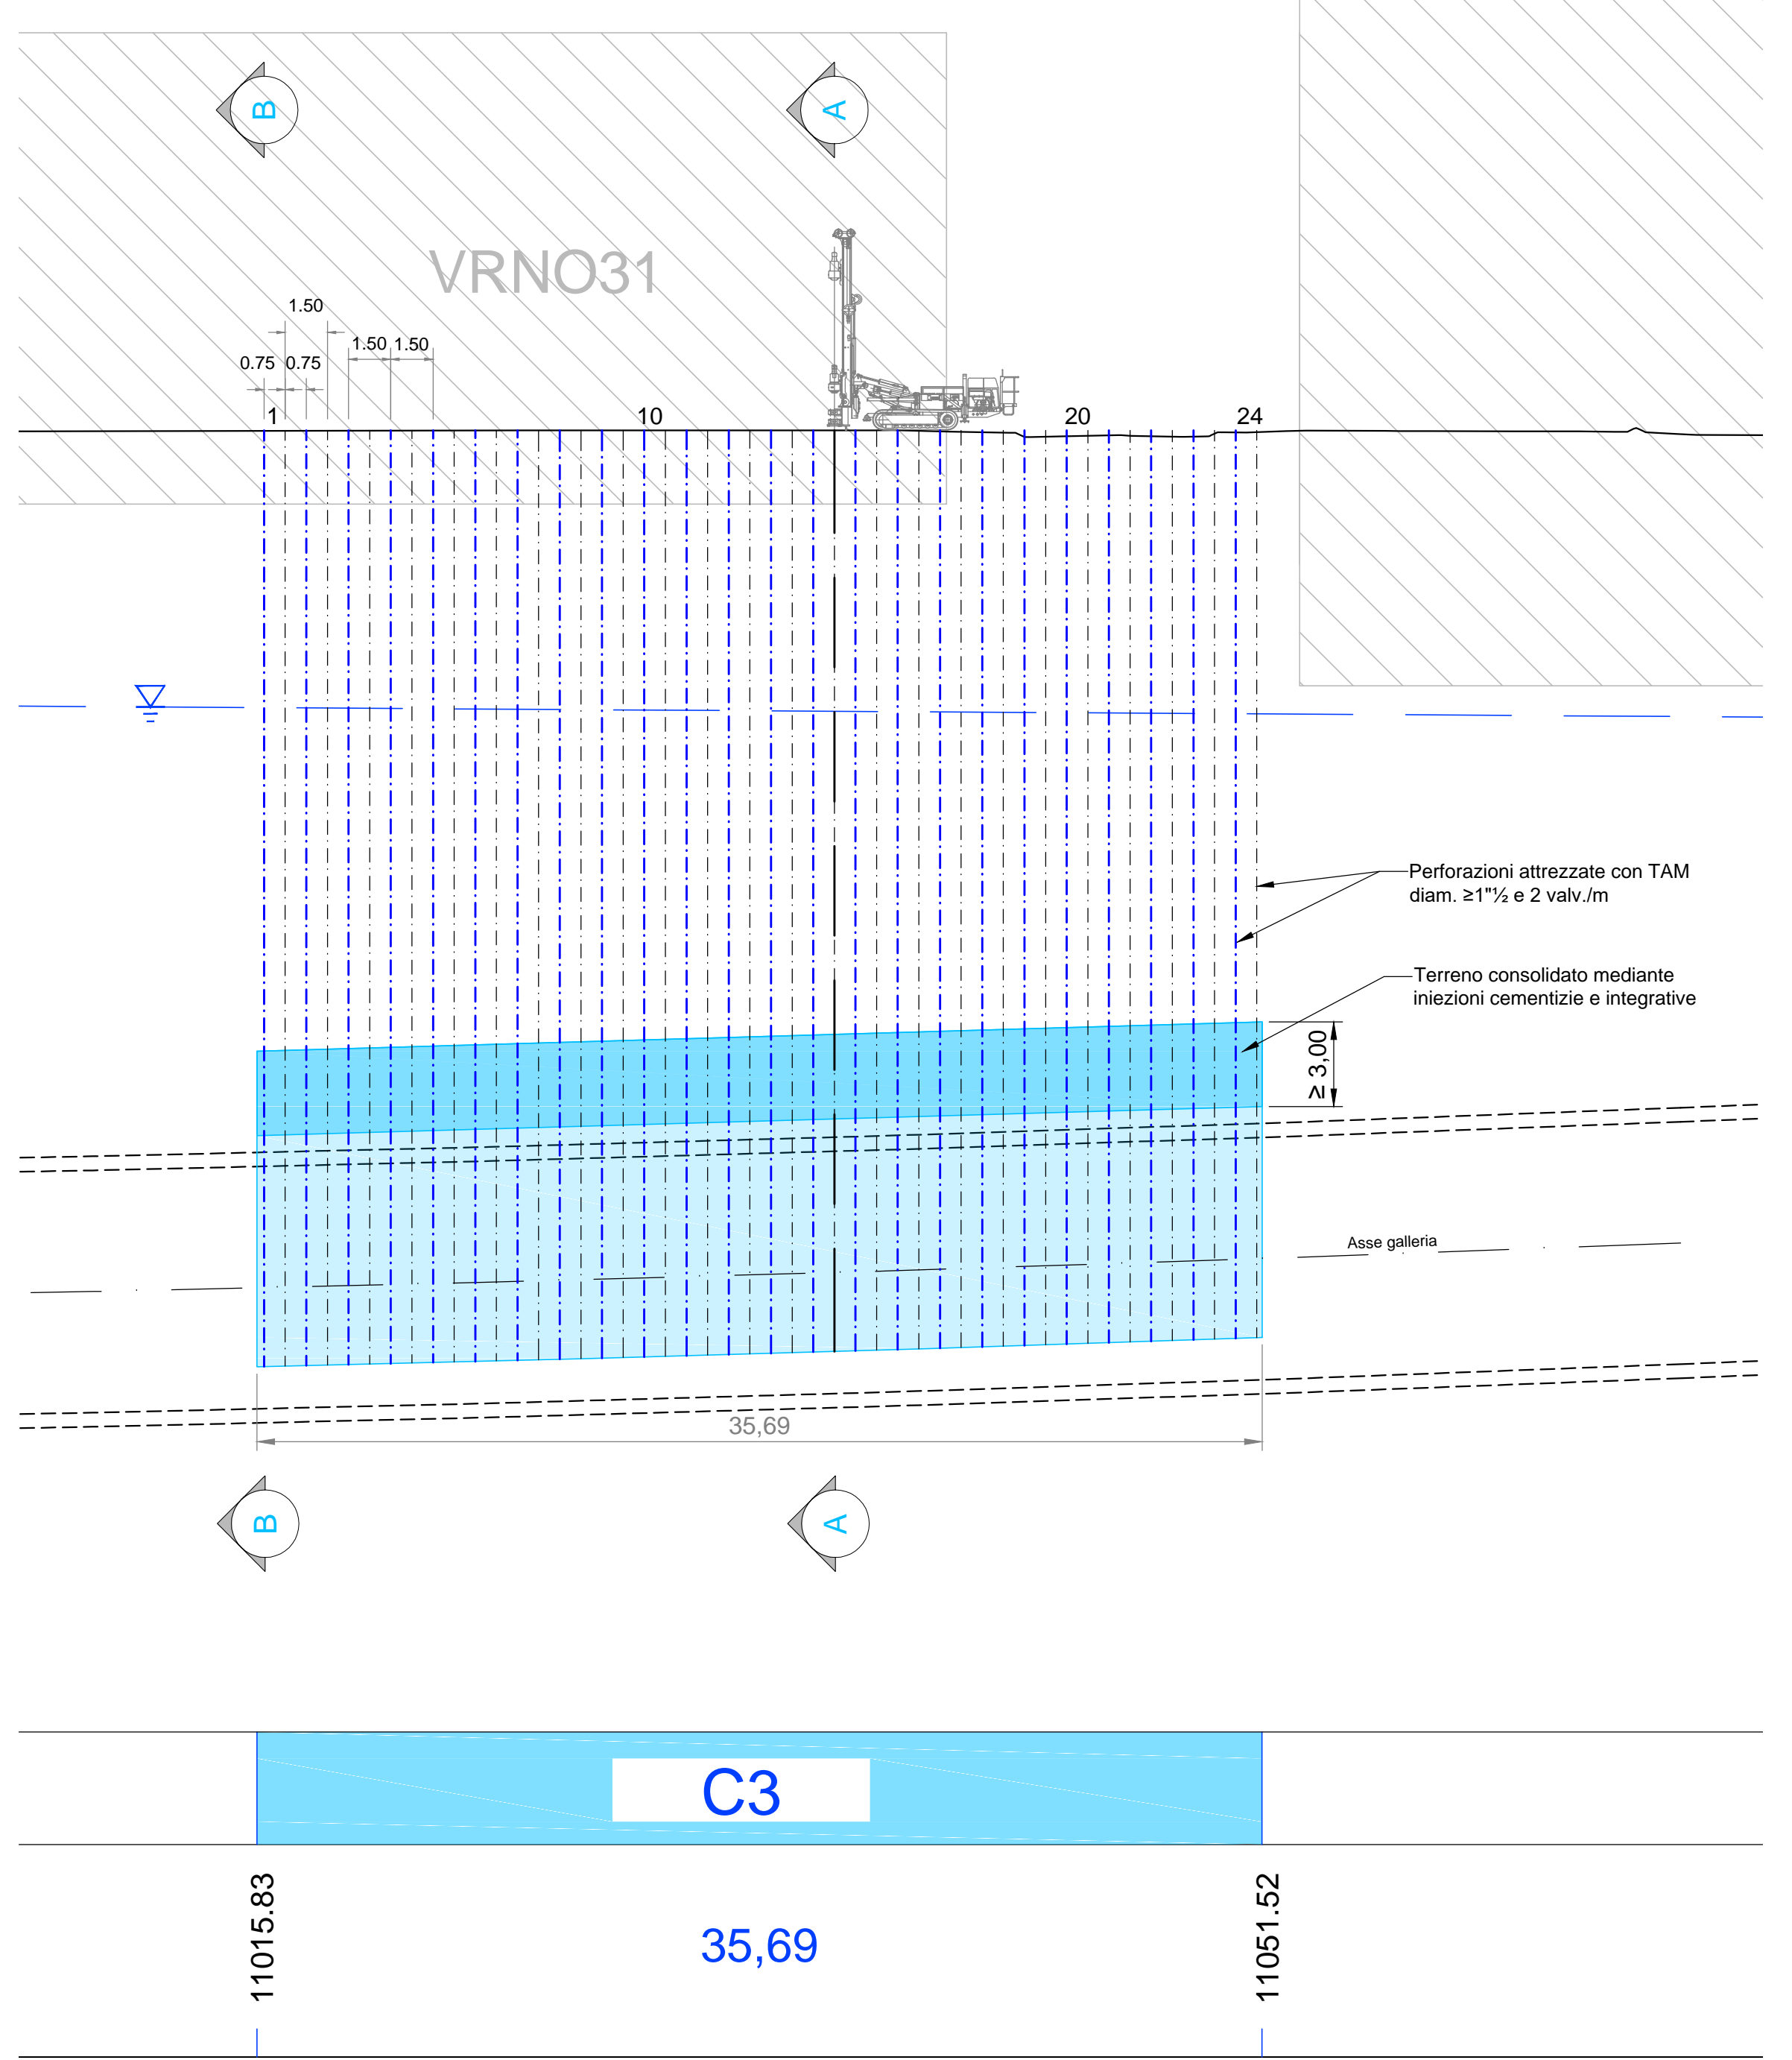 B
A
VRNO31
1.50
1.50
1.50
0.75
0.75
1
10
20
24
Perforazioni attrezzate con TAM
diam. ≥1"½ e 2 valv./m
Terreno consolidato mediante
iniezioni cementizie e integrative
≥ 3,00
Asse galleria
35,69
B
A
C3
11015.83
35,69
11051.52